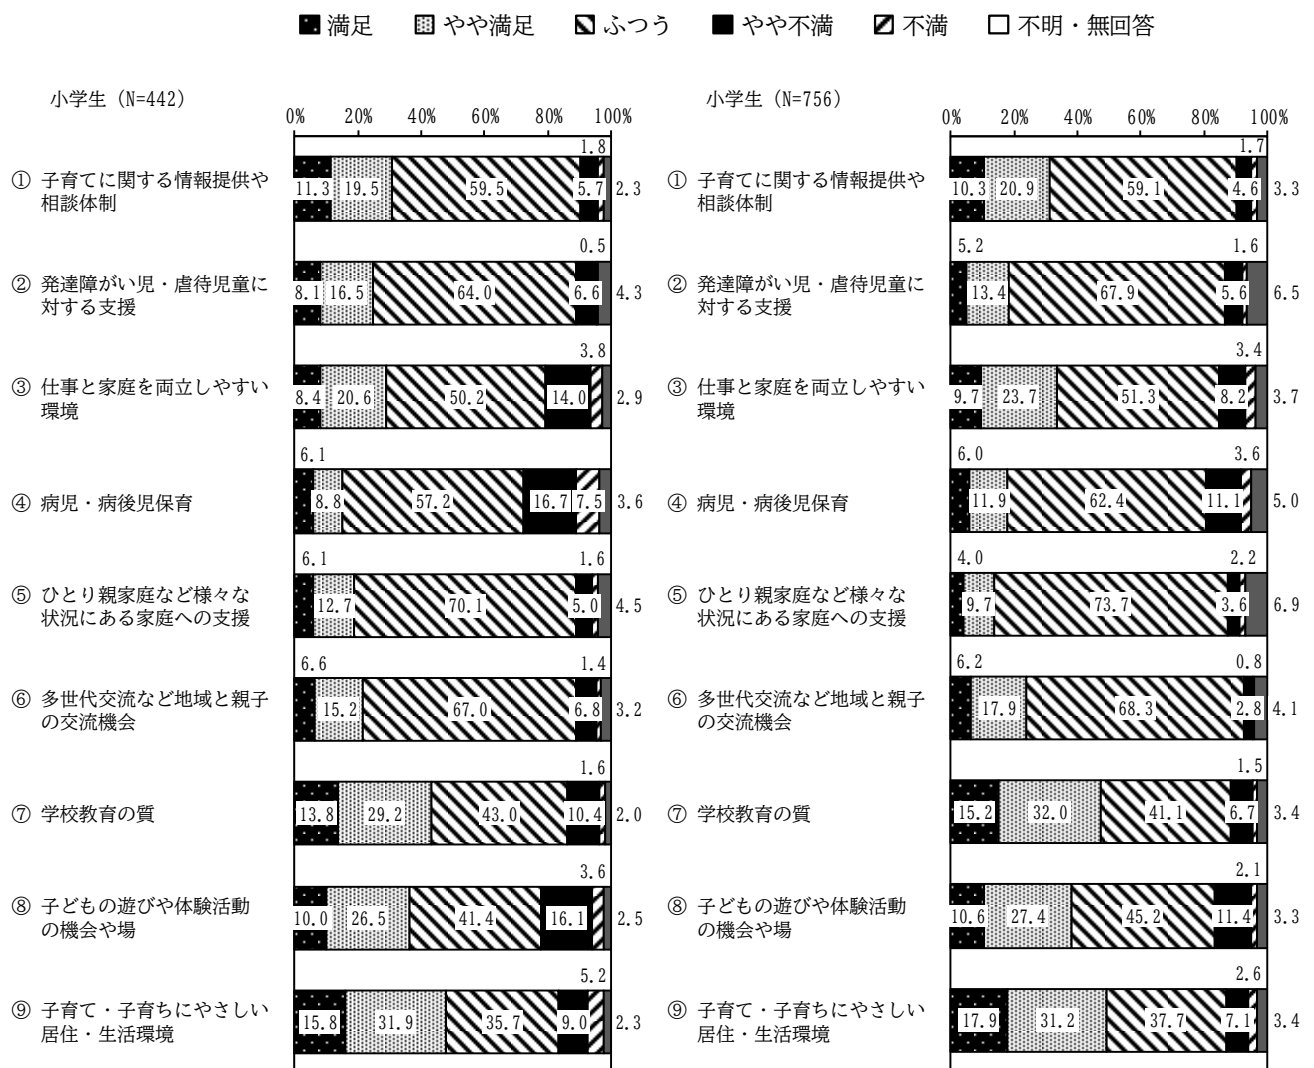 満足 やや満足 ふつう やや不満 不満 不明・無回答
小学生（N=442）
0% 20% 40% 60% 80% 100%
1.8
① 子育てに関する情報提供や
相談体制
11.3 19.5 59.5 5.7 2.3
0.5
② 発達障がい児・虐待児童に
対する支援
8.1 16.5 64.0 6.6 4.3
3.8
③ 仕事と家庭を両立しやすい
環境
8.4 20.6 50.2 14.0 2.9
6.1
④ 病児・病後児保育
8.8 57.2 16.7 7.5 3.6
6.1 1.6
⑤ ひとり親家庭など様々な
状況にある家庭への支援
12.7 70.1 5.0 4.5
6.6 1.4
⑥ 多世代交流など地域と親子
の交流機会
15.2 67.0 6.8 3.2
1.6
⑦ 学校教育の質
13.8 29.2 43.0 10.4 2.0
3.6
⑧ 子どもの遊びや体験活動
の機会や場
10.0 26.5 41.4 16.1 2.5
5.2
⑨ 子育て・子育ちにやさしい
居住・生活環境
15.8 31.9 35.7 9.0 2.3
小学生（N=756）
0% 20% 40% 60% 80% 100%
1.7
① 子育てに関する情報提供や
相談体制
10.3 20.9 59.1 4.6 3.3
5.2 1.6
② 発達障がい児・虐待児童に
対する支援
13.4 67.9 5.6 6.5
3.4
③ 仕事と家庭を両立しやすい
環境
9.7 23.7 51.3 8.2 3.7
6.0 3.6
④ 病児・病後児保育
11.9 62.4 11.1 5.0
4.0 2.2
⑤ ひとり親家庭など様々な
状況にある家庭への支援
9.7 73.7 3.6 6.9
6.2 0.8
⑥ 多世代交流など地域と親子
の交流機会
17.9 68.3 2.8 4.1
1.5
⑦ 学校教育の質
15.2 32.0 41.1 6.7 3.4
2.1
⑧ 子どもの遊びや体験活動
の機会や場
10.6 27.4 45.2 11.4 3.3
2.6
⑨ 子育て・子育ちにやさしい
居住・生活環境
17.9 31.2 37.7 7.1 3.4